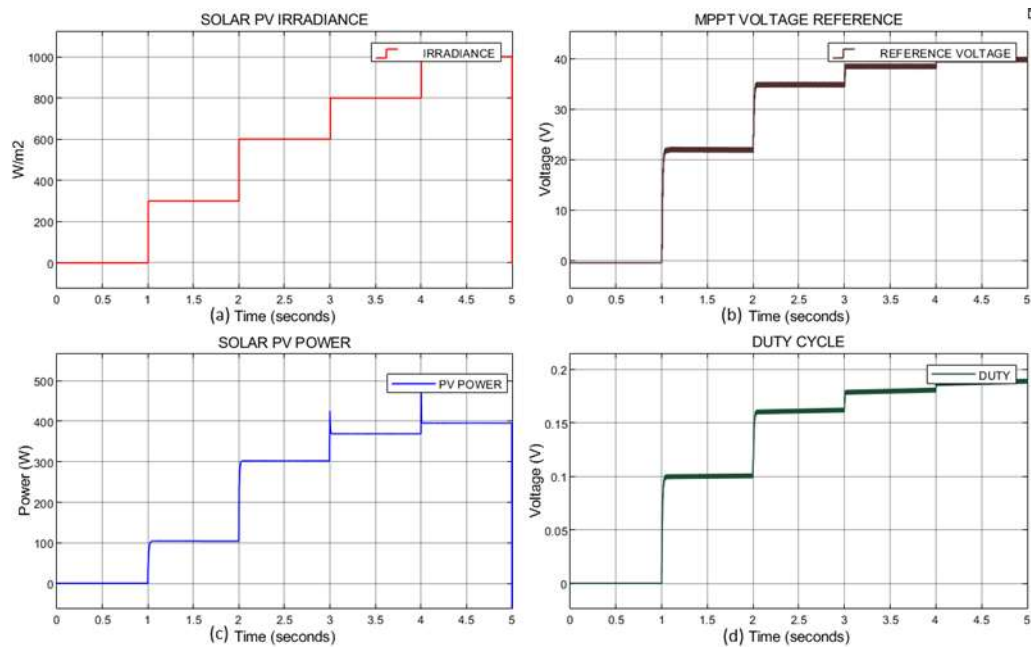 SOLAR PV IRRADIANCE
IRRADIANCE
1000
800
600
400
200
0
W/m2
0 0.5 1 1.5 2 2.5 3 3.5 4 4.5 5
(a) Time (seconds)
MPPT VOLTAGE REFERENCE
REFERENCE VOLTAGE
40
30
20
10
0
Voltage (V)
0 0.5 1 1.5 2 2.5 3 3.5 4 4.5 5
(b) Time (seconds)
SOLAR PV POWER
PV POWER
500
400
300
200
100
0
Power (W)
0 0.5 1 1.5 2 2.5 3 3.5 4 4.5 5
(c) Time (seconds)
DUTY CYCLE
DUTY
0.2
0.15
0.1
0.05
0
Voltage (V)
0 0.5 1 1.5 2 2.5 3 3.5 4 4.5 5
(d) Time (seconds)